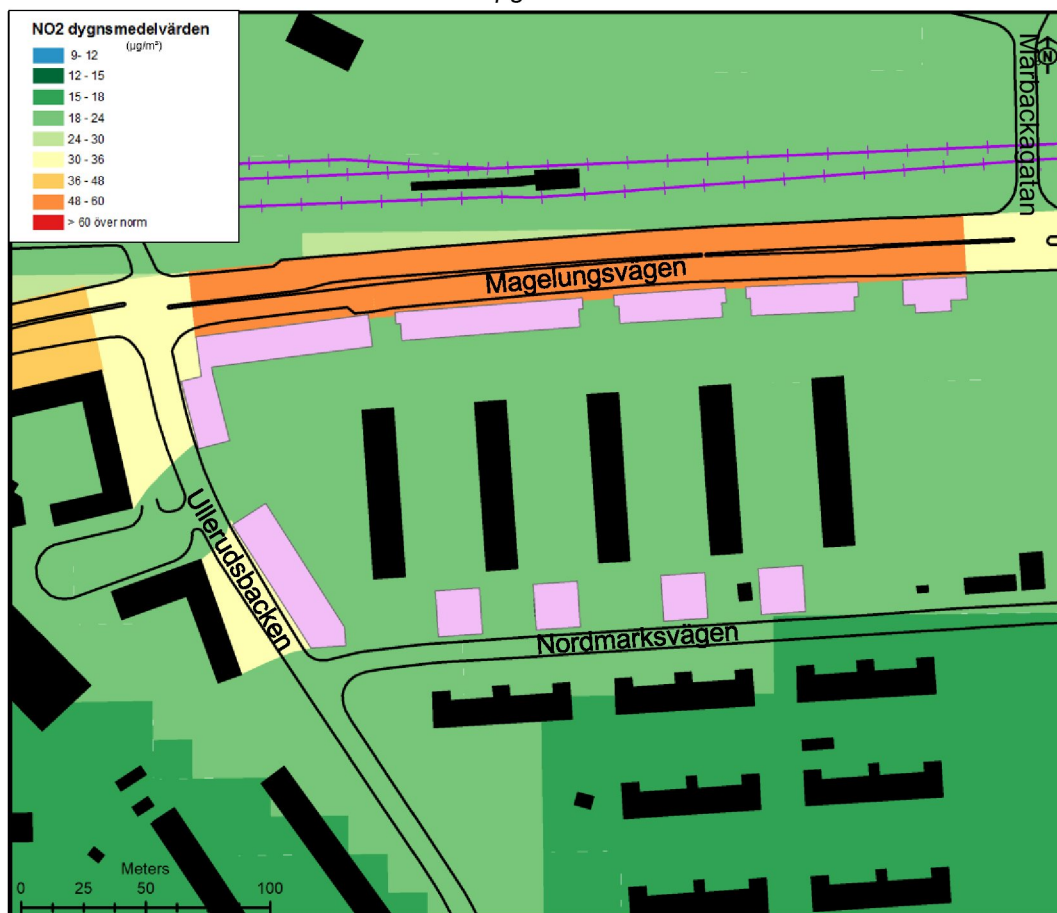 NO2 dygnsmedelvärden
(µg/m³)
9- 12
12 - 15
15 - 18
18 - 24
24 - 30
30 - 36
36 - 48
48 - 60
> 60 över norm
N
Mårbackagatan
Magelungsvägen
Ullerudsbacken
Nordmarksvägen
Meters
0 25 50 100